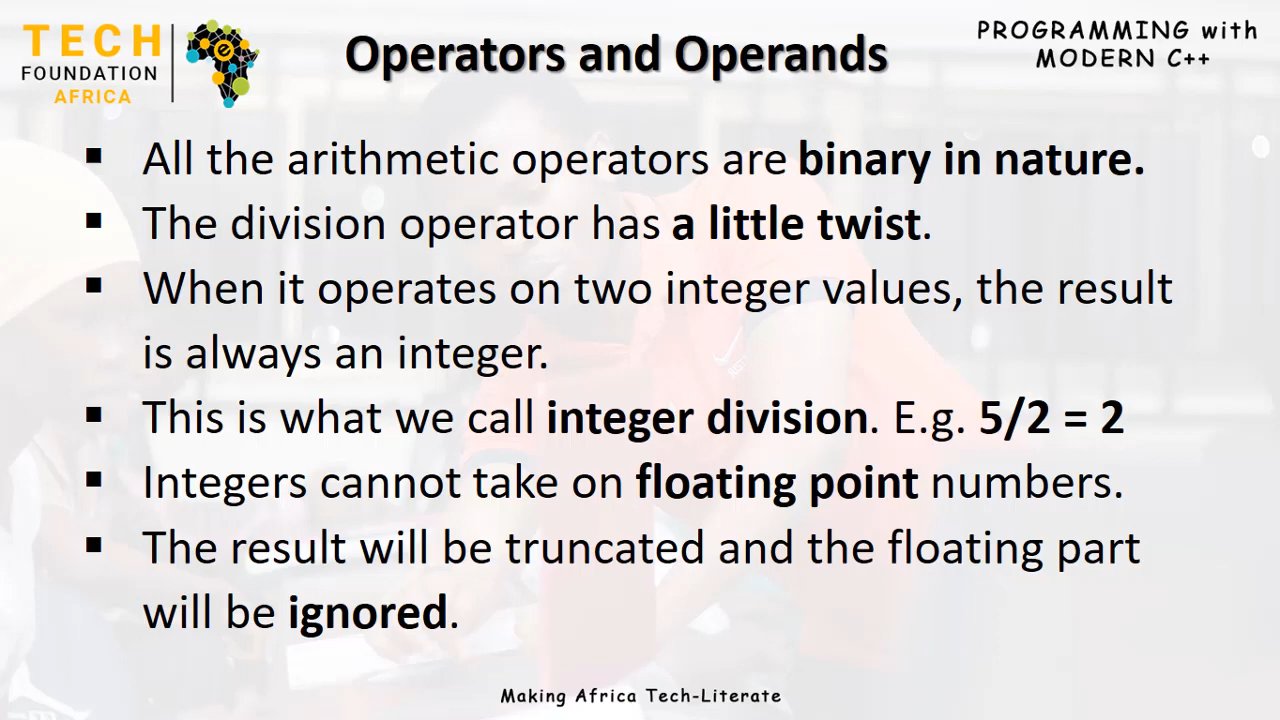 TECH
FOUNDATION
AFRICA
e
Operators and Operands
PROGRAMMING with
MODERN C++
▪ All the arithmetic operators are binary in nature.
▪ The division operator has a little twist.
▪ When it operates on two integer values, the result
is always an integer.
▪ This is what we call integer division. E.g. 5/2 = 2
▪ Integers cannot take on floating point numbers.
▪ The result will be truncated and the floating part
will be ignored.
Making Africa Tech-Literate